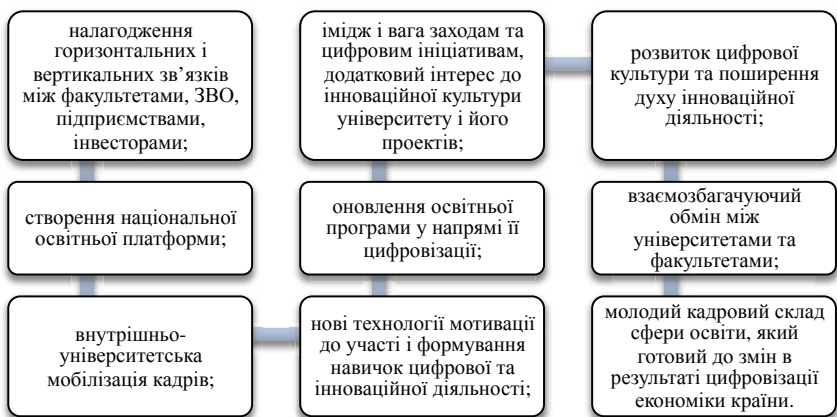 налагодження
горизонтальних і
вертикальних зв’язків
між факультетами, ЗВО,
підприємствами,
інвесторами;
створення національної
освітньої платформи;
внутрішньо-
університетська
мобілізація кадрів;
нові технології мотивації
до участі і формування
навичок цифрової та
інноваційної діяльності;
оновлення освітньої
програми у напрямі її
цифровізації;
імідж і вага заходам та
цифровим ініціативам,
додатковий інтерес до
інноваційної культури
університету і його
проектів;
розвиток цифрової
культури та поширення
духу інноваційної
діяльності;
взаємозбагачуючий
обмін між
університетами та
факультетами;
молодий кадровий склад
сфери освіти, який
готовий до змін в
результаті цифровізації
економіки країни.